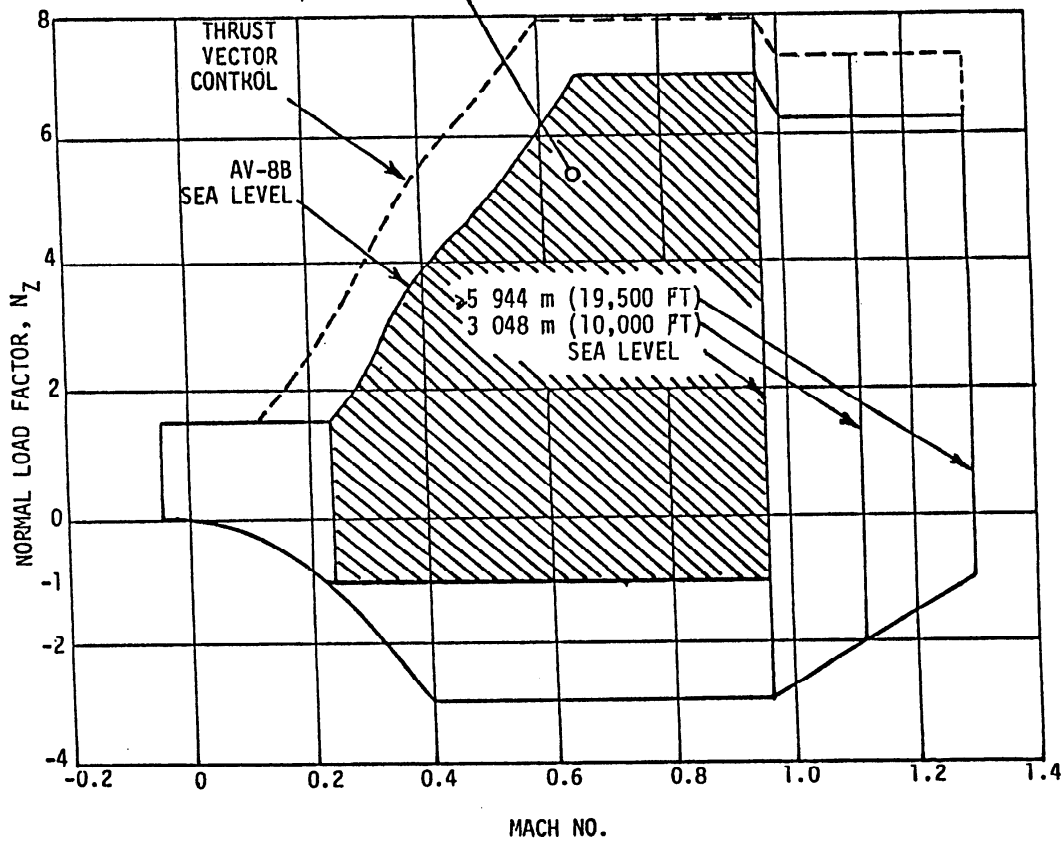 8
THRUST
VECTOR
CONTROL
6
AV-8B
SEA LEVEL
4
≥5 944 m (19,500 FT)
3 048 m (10,000 FT)
SEA LEVEL
2
0
-1
-2
-4
NORMAL LOAD FACTOR, NZ
-0.2 0 0.2 0.4 0.6 0.8 1.0 1.2 1.4
MACH NO.